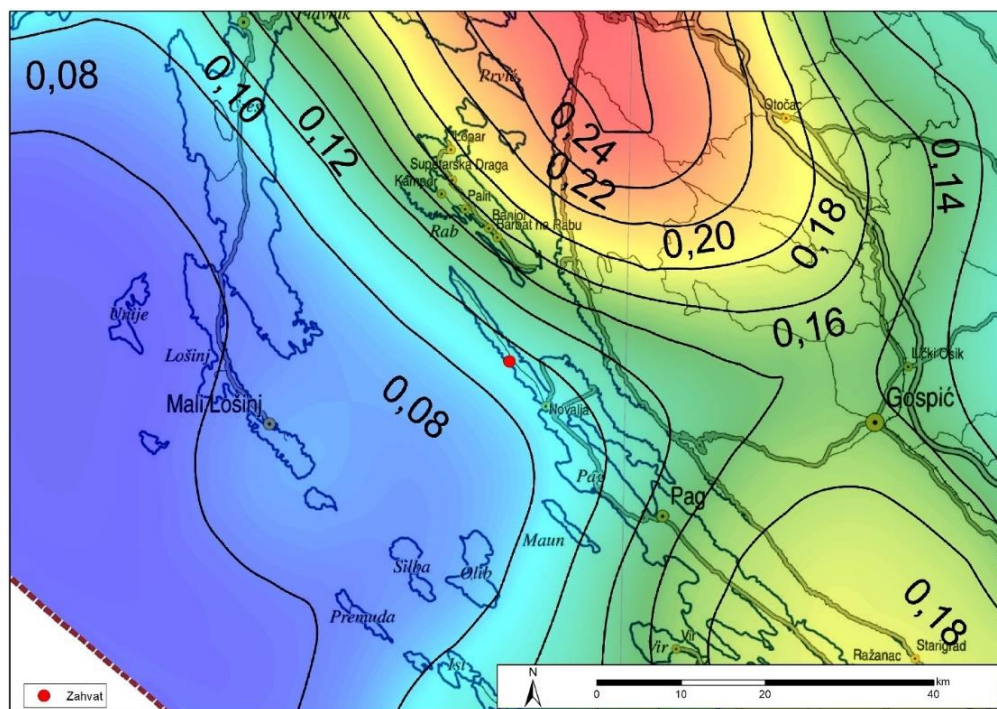 Plavnik
0,08
0,10
0,12
Prvić
0,24
0,22
0,20
0,18
0,16
0,14
Otočac
Lopar
Supetarska Draga
Kampor
Palit
Banjol
Barbat na Rabu
Rab
Unije
Lošinj
Mali Lošinj
0,08
Novalja
Lički Osik
Gospić
Pag
Pag
Maun
Silba
Olib
Premuda
Ist
Vir
Vir
0,18
Ražanac
Starigrad
Zahvat
N
km
0 10 20 40